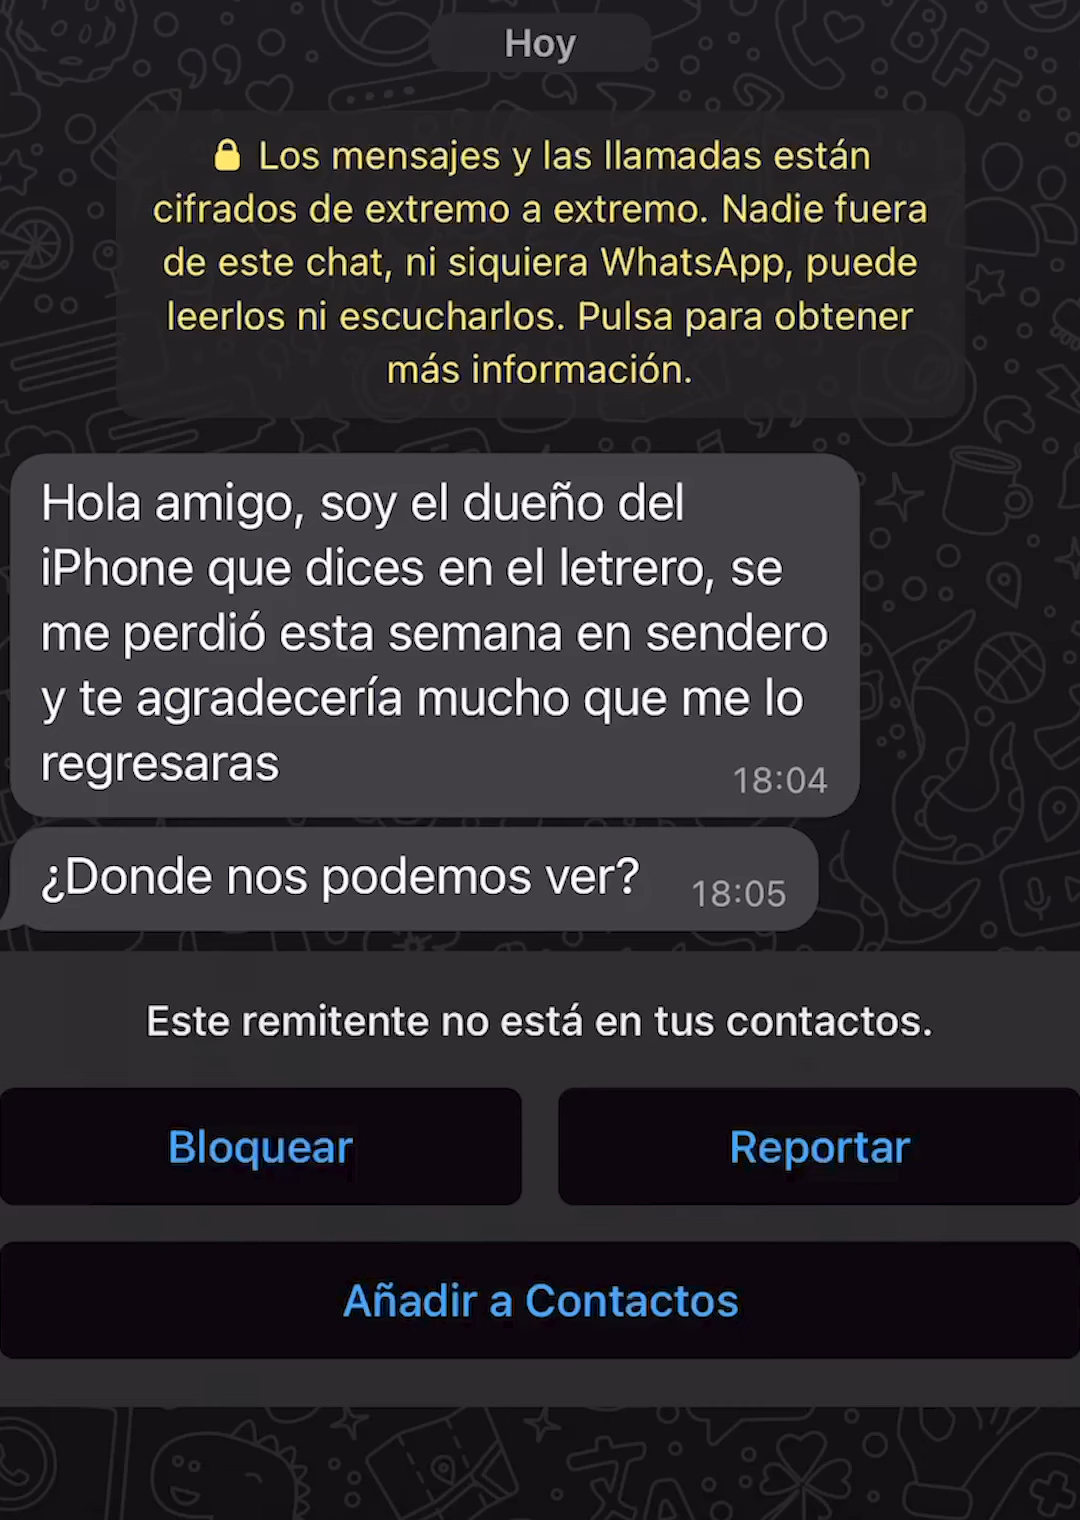 Hoy
Los mensajes y las llamadas están
cifrados de extremo a extremo. Nadie fuera
de este chat, ni siquiera WhatsApp, puede
leerlos ni escucharlos. Pulsa para obtener
más información.
Hola amigo, soy el dueño del
iPhone que dices en el letrero, se
me perdió esta semana en sendero
y te agradecería mucho que me lo
regresaras
18:04
¿Donde nos podemos ver? 18:05
Este remitente no está en tus contactos.
Bloquear Reportar
Añadir a Contactos